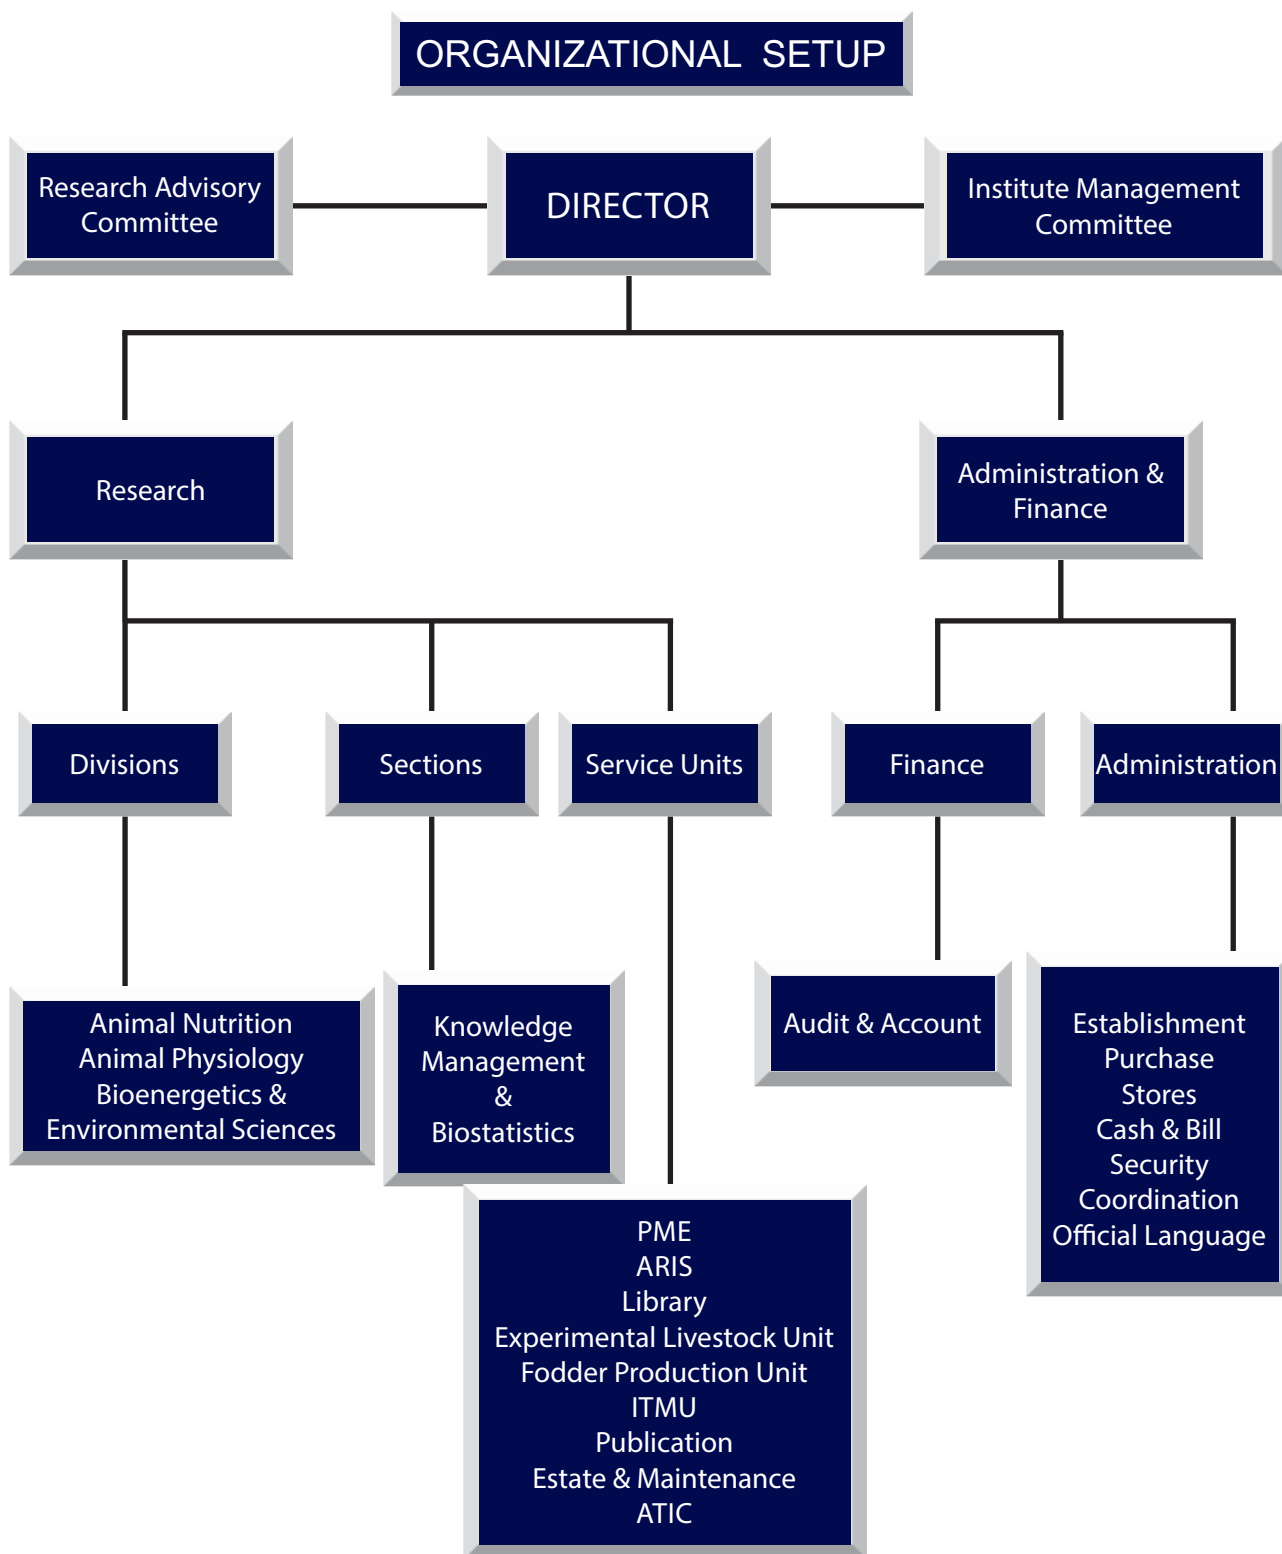 ORGANIZATIONAL SETUP
Research Advisory
Committee
DIRECTOR
Institute Management
Committee
Research
Administration &
Finance
Divisions
Sections
Service Units
Finance
Administration
Animal Nutrition
Animal Physiology
Bioenergetics &
Environmental Sciences
Knowledge
Management
&
Biostatistics
Audit & Account
Establishment
Purchase
Stores
Cash & Bill
Security
Coordination
Official Language
PME
ARIS
Library
Experimental Livestock Unit
Fodder Production Unit
ITMU
Publication
Estate & Maintenance
ATIC